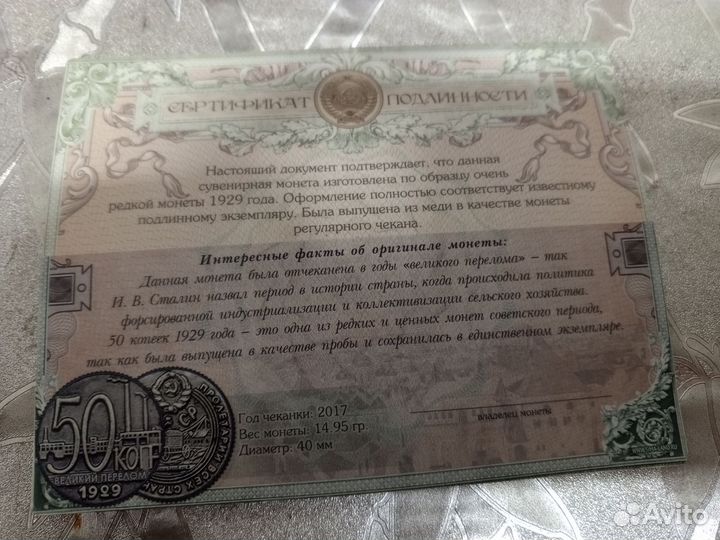 СЕРТИФИКАТ ПОДЛИННОСТИ
Настоящий документ подтверждает, что данная
сувенирная монета изготовлена по образцу очень
редкой монеты 1929 года. Оформление полностью соответствует известному
подлинному экземпляру. Была выпущена из меди в качестве монеты
регулярного чекана.
Интересные факты об оригинале монеты:
Данная монета была отчеканена в годы «великого перелома» – так
И. В. Сталин назвал период в истории страны, когда происходила политика
форсированной индустриализации и коллективизации сельского хозяйства.
50 копеек 1929 года – это одна из редких и ценных монет советского периода,
так как была выпущена в качестве пробы и сохранилась в единственном экземпляре.
Год чеканки: 2017
Вес монеты: 14.95 гр.
Диаметр: 40 мм
владелец монеты
50
КОП
ВЕЛИКИЙ ПЕРЕЛОМ
1929
ПРОЛЕТАРИИ ВСЕХ СТРАН
Avito